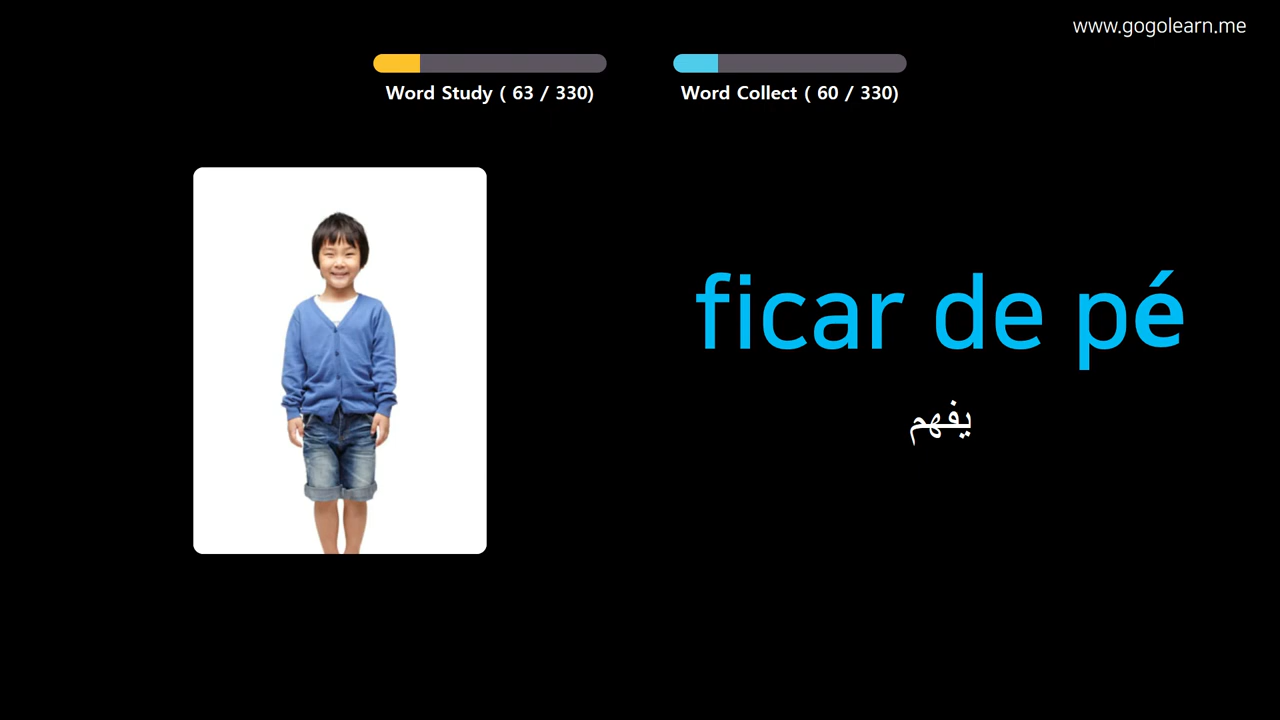 www.gogolearn.me
Word Study ( 63 / 330)
Word Collect ( 60 / 330)
ficar de pé
يفهم